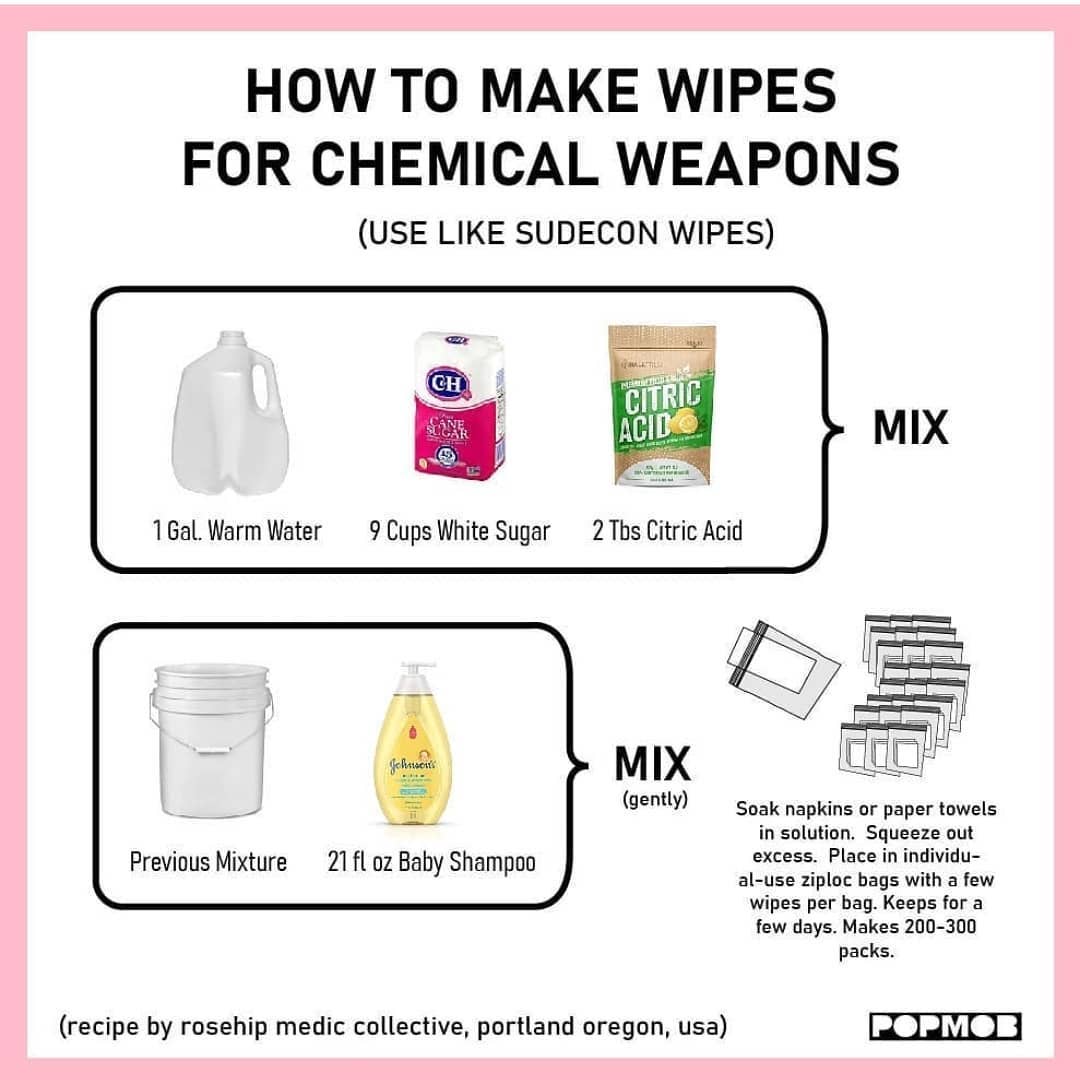 HOW TO MAKE WIPES
FOR CHEMICAL WEAPONS
(USE LIKE SUDECON WIPES)
C&H
Pure
CANE
SUGAR
CITRIC
ACID
MIX
1 Gal. Warm Water
9 Cups White Sugar
2 Tbs Citric Acid
Johnson's
MIX
(gently)
Previous Mixture
21 fl oz Baby Shampoo
Soak napkins or paper towels
in solution. Squeeze out
excess. Place in individu-
al-use ziploc bags with a few
wipes per bag. Keeps for a
few days. Makes 200-300
packs.
(recipe by rosehip medic collective, portland oregon, usa)
POPMOB